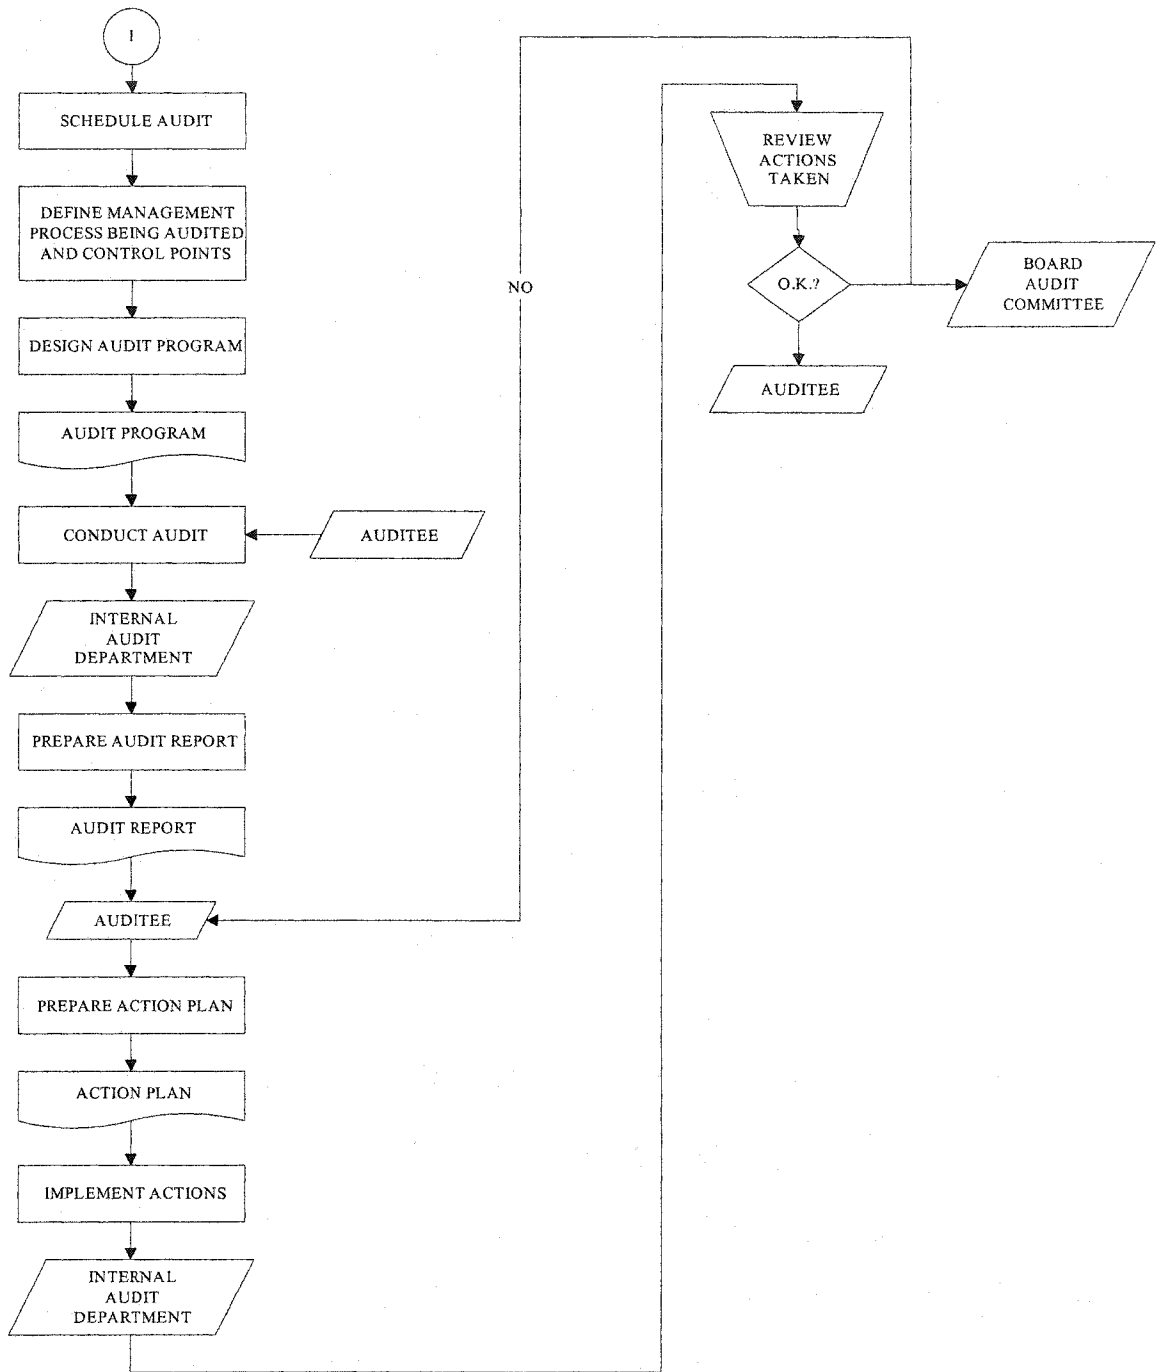 1
SCHEDULE AUDIT
DEFINE MANAGEMENT
PROCESS BEING AUDITED
AND CONTROL POINTS
DESIGN AUDIT PROGRAM
AUDIT PROGRAM
CONDUCT AUDIT
AUDITEE
INTERNAL
AUDIT
DEPARTMENT
PREPARE AUDIT REPORT
AUDIT REPORT
AUDITEE
PREPARE ACTION PLAN
ACTION PLAN
IMPLEMENT ACTIONS
INTERNAL
AUDIT
DEPARTMENT
NO
REVIEW
ACTIONS
TAKEN
O.K.?
BOARD
AUDIT
COMMITTEE
AUDITEE